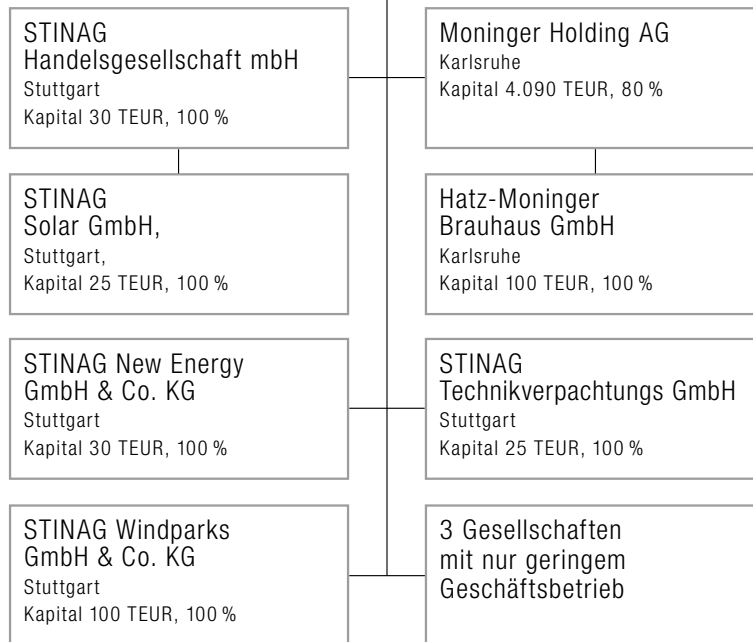 STINAG
Handelsgesellschaft mbH
Stuttgart
Kapital 30 TEUR, 100 %
Moninger Holding AG
Karlsruhe
Kapital 4.090 TEUR, 80 %
STINAG
Solar GmbH,
Stuttgart,
Kapital 25 TEUR, 100 %
Hatz-Moninger
Brauhaus GmbH
Karlsruhe
Kapital 100 TEUR, 100 %
STINAG New Energy
GmbH & Co. KG
Stuttgart
Kapital 30 TEUR, 100 %
STINAG
Technikverpachtungs GmbH
Stuttgart
Kapital 25 TEUR, 100 %
STINAG Windparks
GmbH & Co. KG
Stuttgart
Kapital 100 TEUR, 100 %
3 Gesellschaften
mit nur geringem
Geschäftsbetrieb